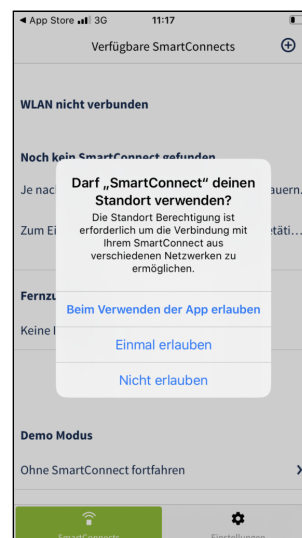 App Store 3G 11:17
Verfügbare SmartConnects
WLAN nicht verbunden
Noch kein SmartConnect gefunden
Je nac
auern.
Zum Ei
etäti...
Darf „SmartConnect“ deinen
Standort verwenden?
Die Standort Berechtigung ist
erforderlich um die Verbindung mit
Ihrem SmartConnect aus
verschiedenen Netzwerken zu
ermöglichen.
Beim Verwenden der App erlauben
Einmal erlauben
Nicht erlauben
Fernzu
Keine
Demo Modus
Ohne SmartConnect fortfahren
SmartConnects
Einstellungen